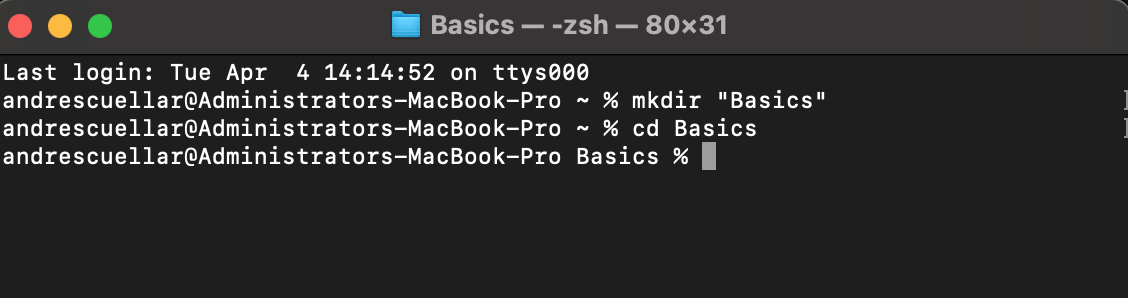 Basics — -zsh — 80×31
Last login: Tue Apr  4 14:14:52 on ttys000
andrescuellar@Administrators-MacBook-Pro ~ % mkdir "Basics"
andrescuellar@Administrators-MacBook-Pro ~ % cd Basics
andrescuellar@Administrators-MacBook-Pro Basics %